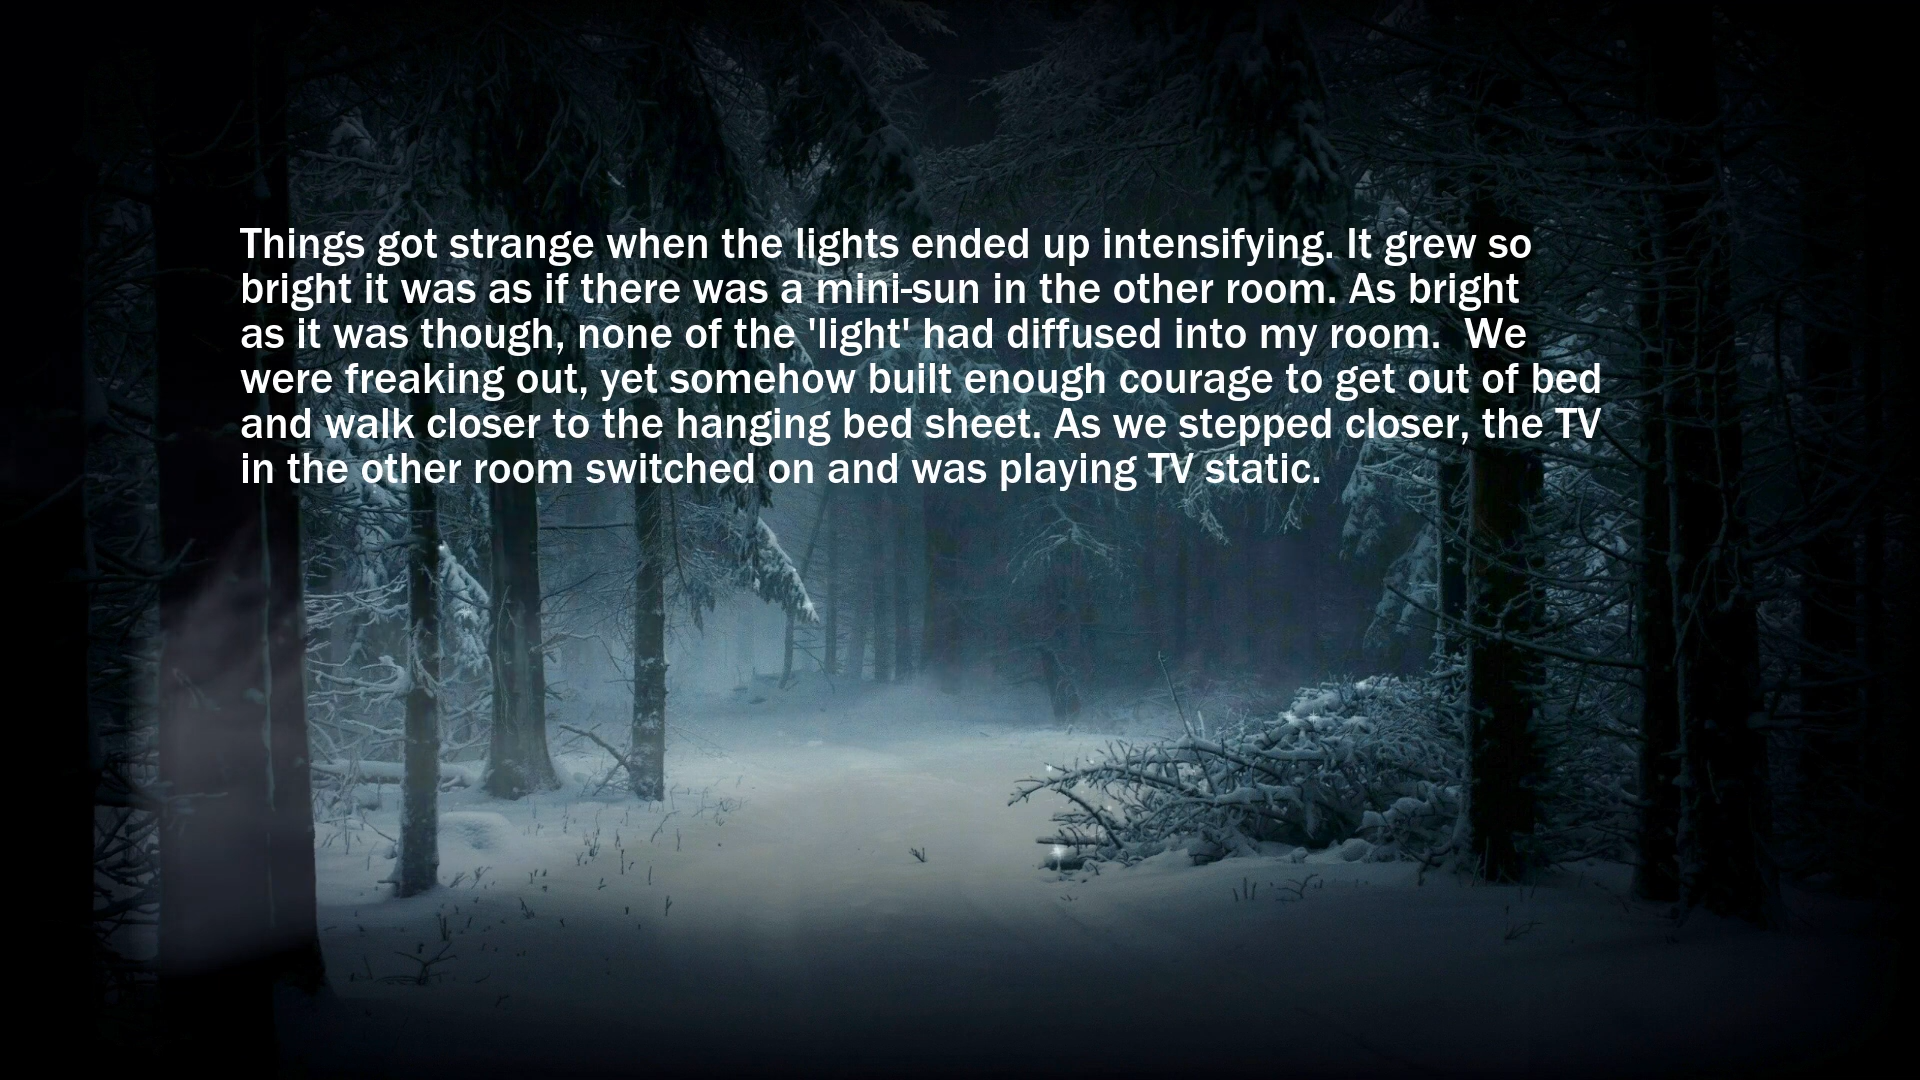 Things got strange when the lights ended up intensifying. It grew so
bright it was as if there was a mini-sun in the other room. As bright
as it was though, none of the 'light' had diffused into my room.  We
were freaking out, yet somehow built enough courage to get out of bed
and walk closer to the hanging bed sheet. As we stepped closer, the TV
in the other room switched on and was playing TV static.